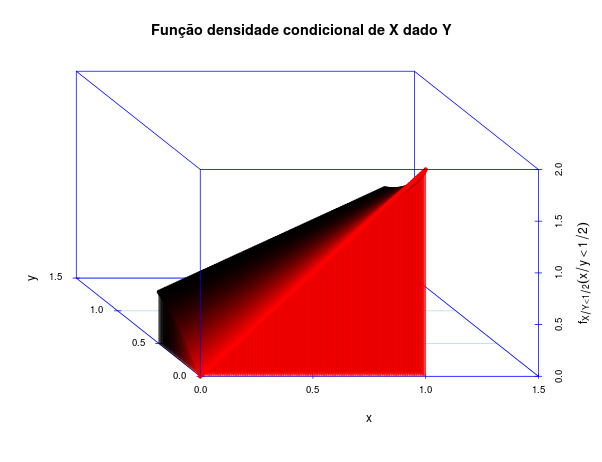 Função densidade condicional de X dado Y
2.0
1.5
1.0
0.5
0.0
f_{X/Y<1/2}(x/y<1/2)
y
1.5
1.0
0.5
0.0
0.0 0.5 1.0 1.5
x